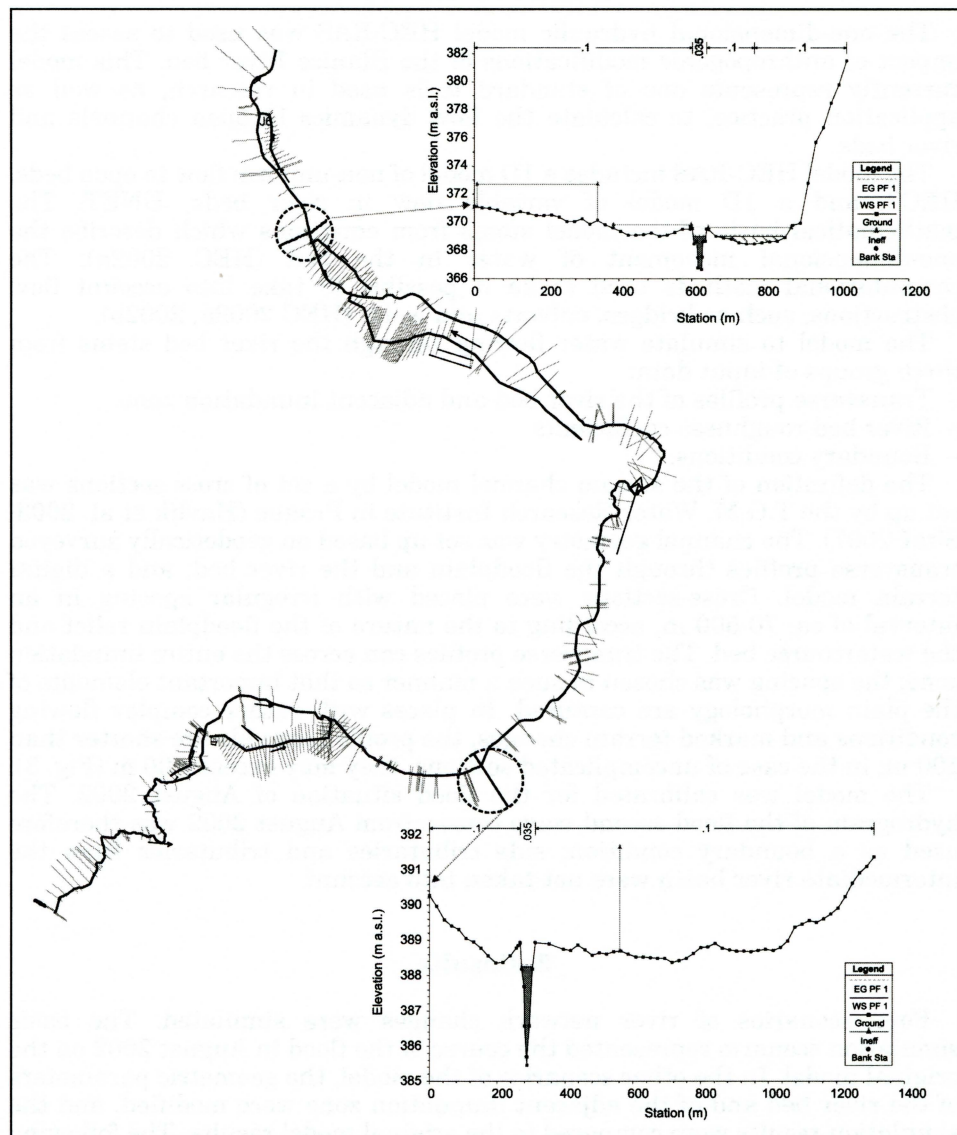 .1 .035 .1 .1
382
380
378
376
374
372
370
368
366
Elevation (m a.s.l.)
0 200 400 600 800 1000 1200
Station (m)
Legend
EG PF 1
WS PF 1
Ground
Ineff
Bank Sta
.1 .035 .1
392
391
390
389
388
387
386
385
Elevation (m a.s.l.)
0 200 400 600 800 1000 1200 1400
Station (m)
Legend
EG PF 1
WS PF 1
Ground
Ineff
Bank Sta